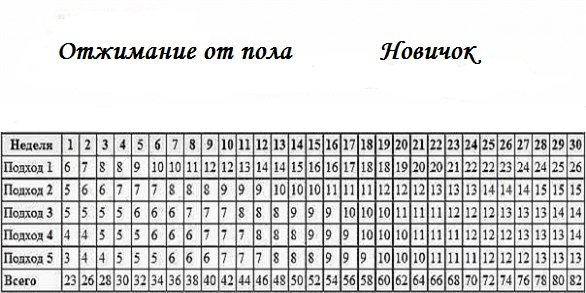 Отжимание от пола Новичок
Неделя 1 2 3 4 5 6 7 8 9 10 11 12 13 14 15 16 17 18 19 20 21 22 23 24 25 26 27 28 29 30
Подход 1 6 7 8 8 9 10 10 10 11 12 12 13 14 14 15 16 16 17 18 18 19 20 20 21 22 22 23 24 24 25 26
Подход 2 5 6 6 7 7 7 8 8 8 9 9 9 10 10 10 11 11 11 12 12 12 13 13 13 14 14 14 15 15 15
Подход 3 5 5 5 5 6 6 6 7 7 7 8 8 8 9 9 9 10 10 10 11 11 11 12 12 12 12 13 13 14 14
Подход 4 4 4 5 5 5 6 6 6 7 7 7 8 8 8 9 9 9 10 10 10 11 11 11 12 12 12 13 13 13 14
Подход 5 3 4 4 5 5 5 6 6 6 7 7 7 8 8 8 9 9 9 10 10 10 11 11 11 12 12 12 13 13 13
Всего 23 26 28 30 32 34 36 38 40 42 44 46 48 50 52 54 56 58 60 62 64 66 68 70 72 74 76 78 80 82